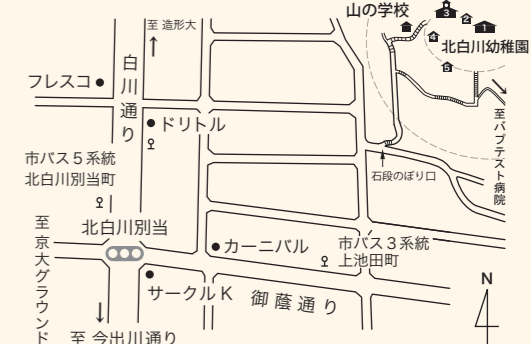 至 造形大
山の学校
3
2
1
4
北白川幼稚園
5
フレスコ
白川通り
ドリトル
至バプテスト病院
市バス５系統
北白川別当町
石段のぼり口
至京大グラウンド
北白川別当
カーニバル
市バス３系統
上池田町
サークルＫ
御蔭通り
N
至 今出川通り